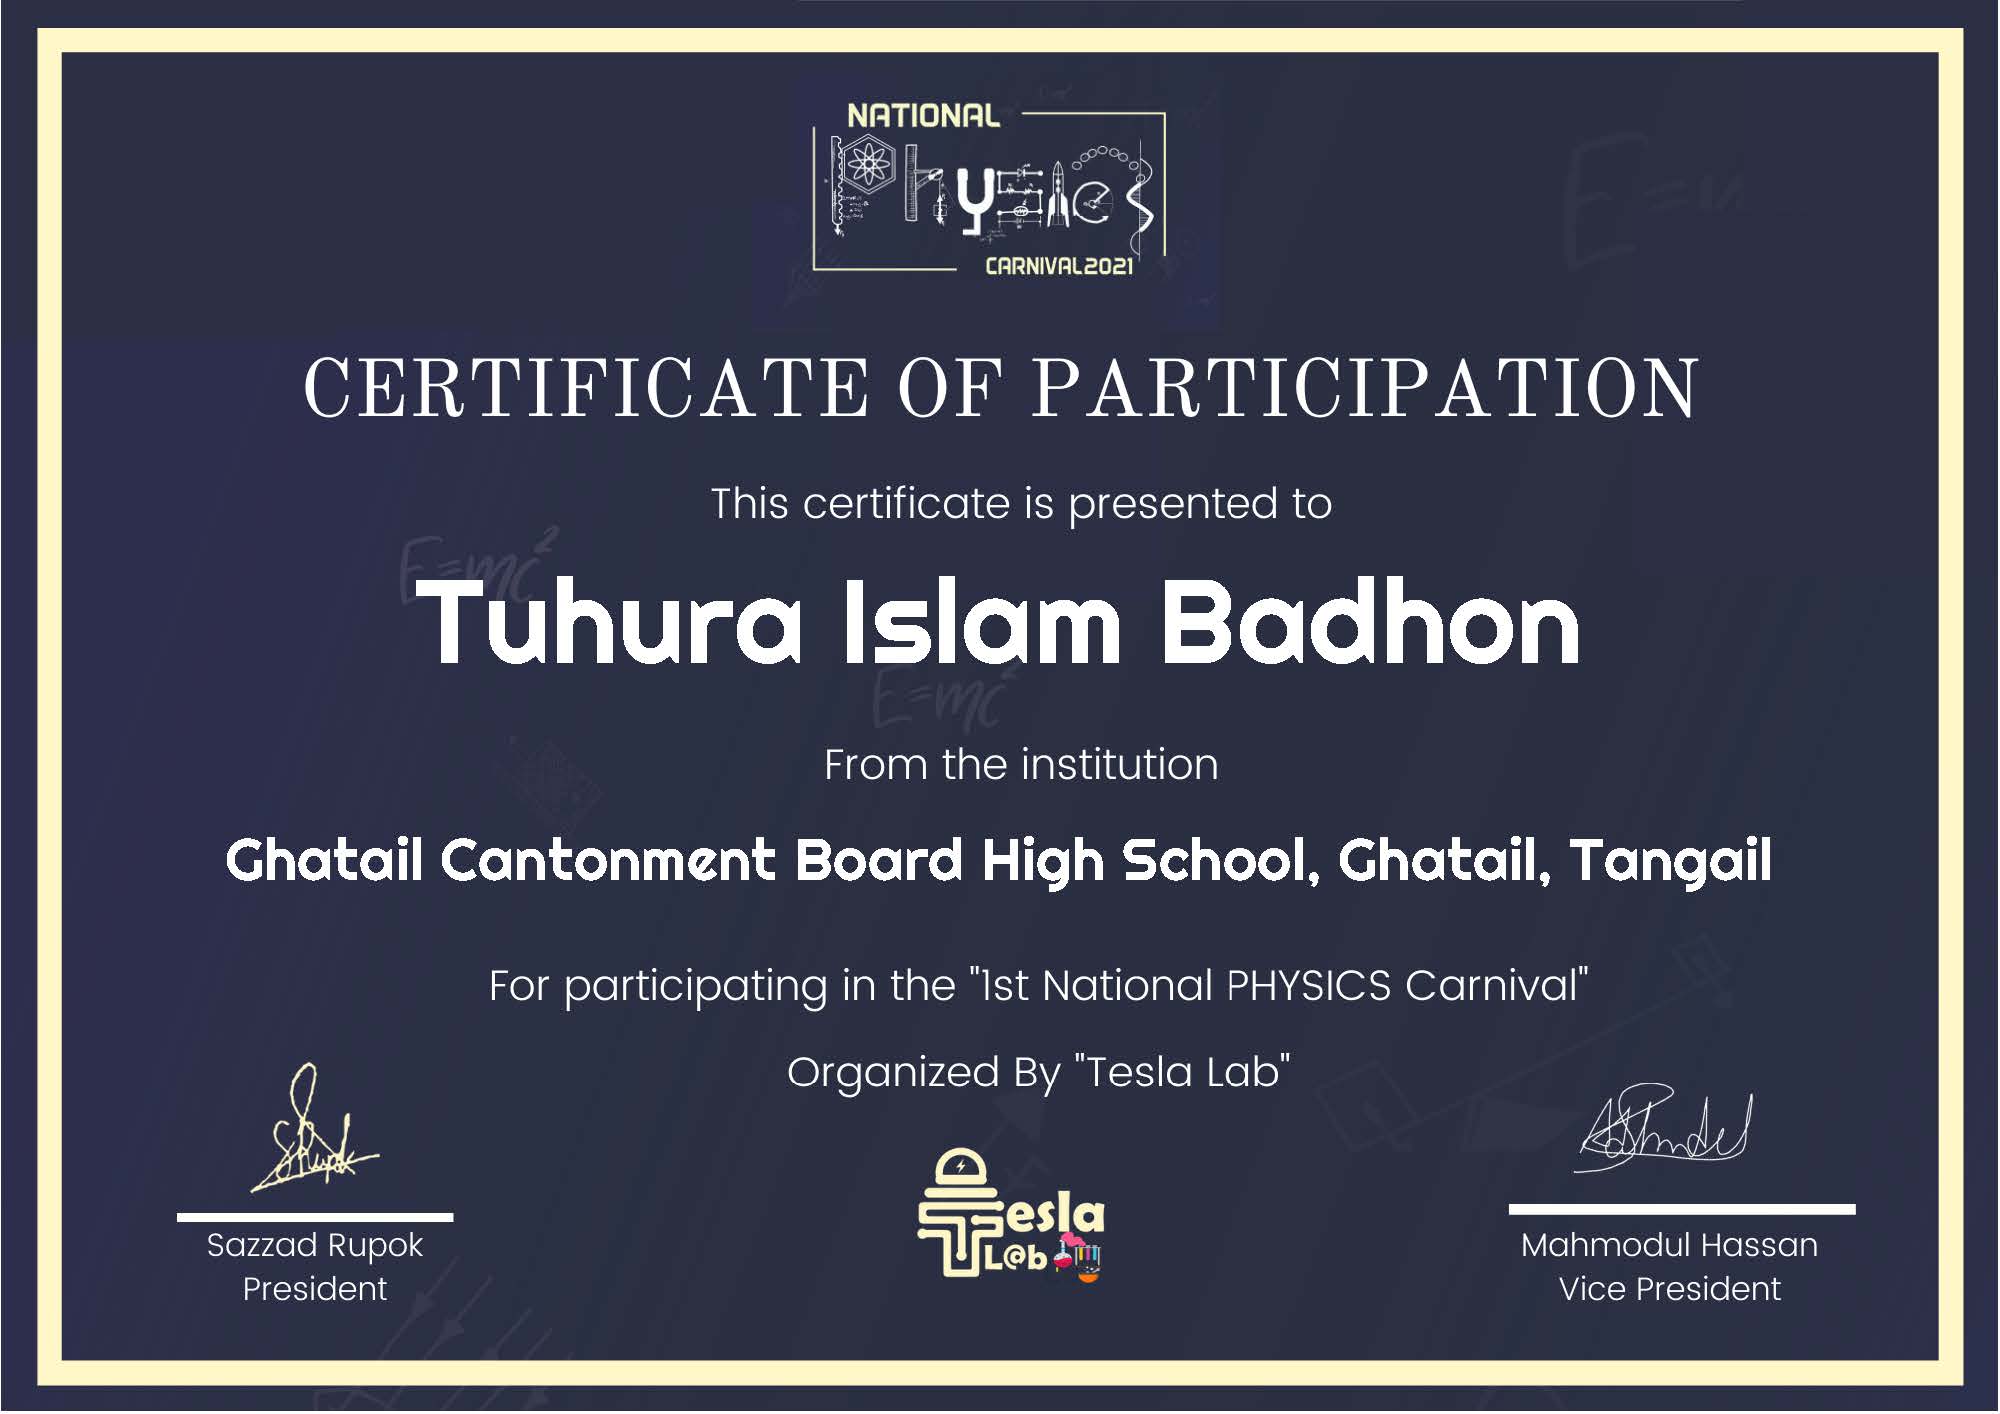 NATIONAL
Physics
CARNIVAL2021
CERTIFICATE OF PARTICIPATION
This certificate is presented to
E=mc²
Tuhura Islam Badhon
E=mc²
From the institution
Ghatail Cantonment Board High School, Ghatail, Tangail
For participating in the "1st National PHYSICS Carnival"
Organized By "Tesla Lab"
Tesla
L@b
Sazzad Rupok
President
Mahmodul Hassan
Vice President